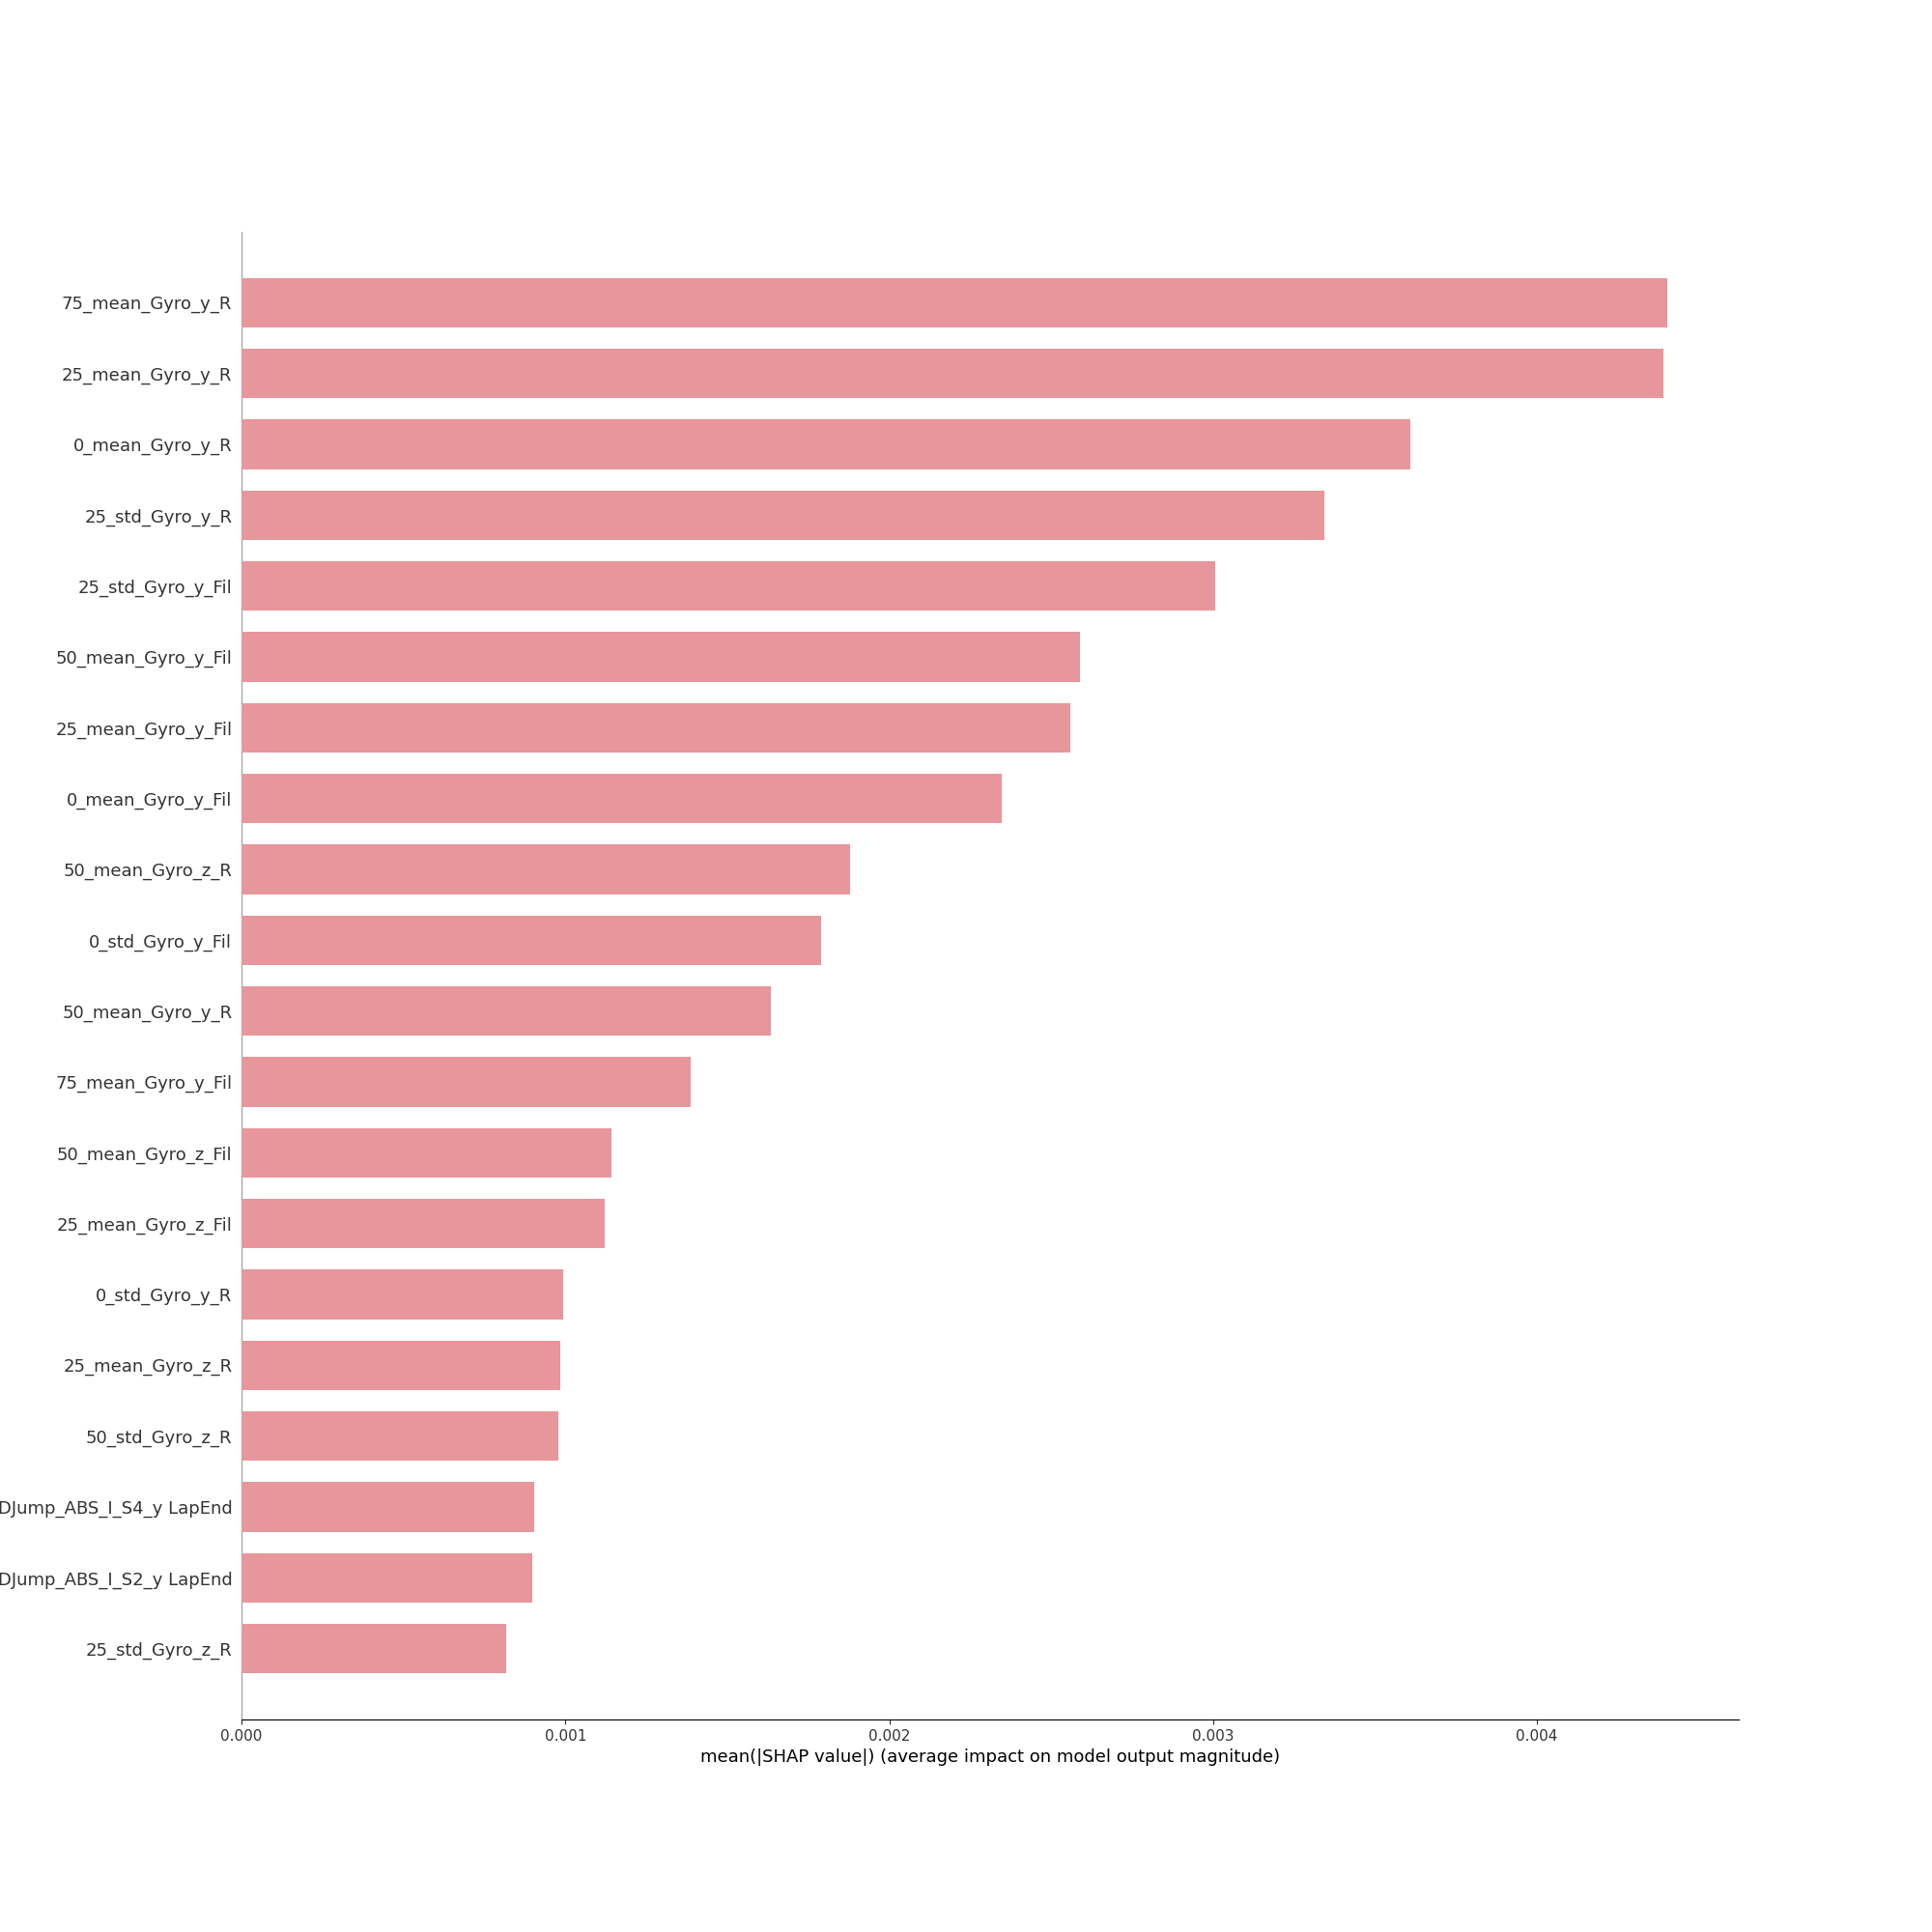 75_mean_Gyro_y_R
25_mean_Gyro_y_R
0_mean_Gyro_y_R
25_std_Gyro_y_R
25_std_Gyro_y_Fil
50_mean_Gyro_y_Fil
25_mean_Gyro_y_Fil
0_mean_Gyro_y_Fil
50_mean_Gyro_z_R
0_std_Gyro_y_Fil
50_mean_Gyro_y_R
75_mean_Gyro_y_Fil
50_mean_Gyro_z_Fil
25_mean_Gyro_z_Fil
0_std_Gyro_y_R
25_mean_Gyro_z_R
50_std_Gyro_z_R
DJump_ABS_I_S4_y LapEnd
DJump_ABS_I_S2_y LapEnd
25_std_Gyro_z_R
0.000 0.001 0.002 0.003 0.004
mean(|SHAP value|) (average impact on model output magnitude)